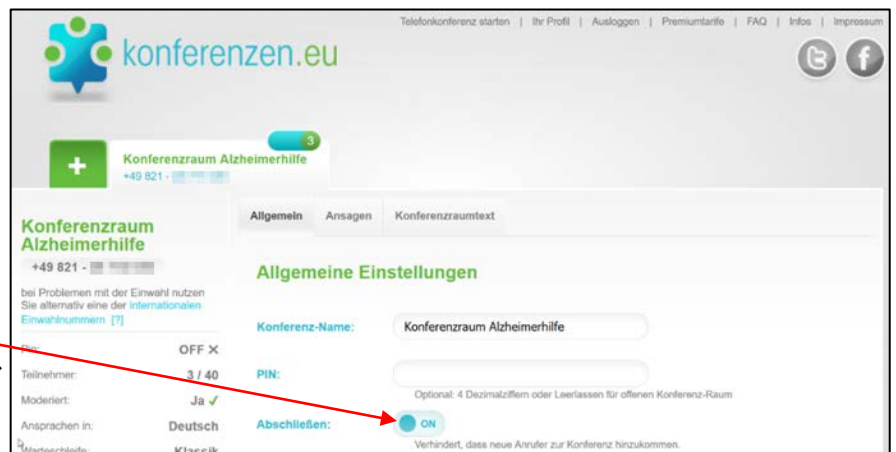 Telefonkonferenz starten | Ihr Profil | Ausloggen | Premiumtarife | FAQ | Infos | Impressum
konferenzen.eu
3
+
Konferenzraum Alzheimerhilfe
+49 821 -
Konferenzraum
Alzheimerhilfe
+49 821 -
bei Problemen mit der Einwahl nutzen
Sie alternativ eine der internationalen
Einwahlnummern [?]
Pin: OFF ✕
Teilnehmer: 3 / 40
Moderiert: Ja ✓
Ansprachen in: Deutsch
Warteschleife: Klassik
Allgemein Ansagen Konferenzraumtext
Allgemeine Einstellungen
Konferenz-Name: Konferenzraum Alzheimerhilfe
PIN:
Optional: 4 Dezimalziffern oder Leerlassen für offenen Konferenz-Raum
Abschließen: ON
Verhindert, dass neue Anrufer zur Konferenz hinzukommen.